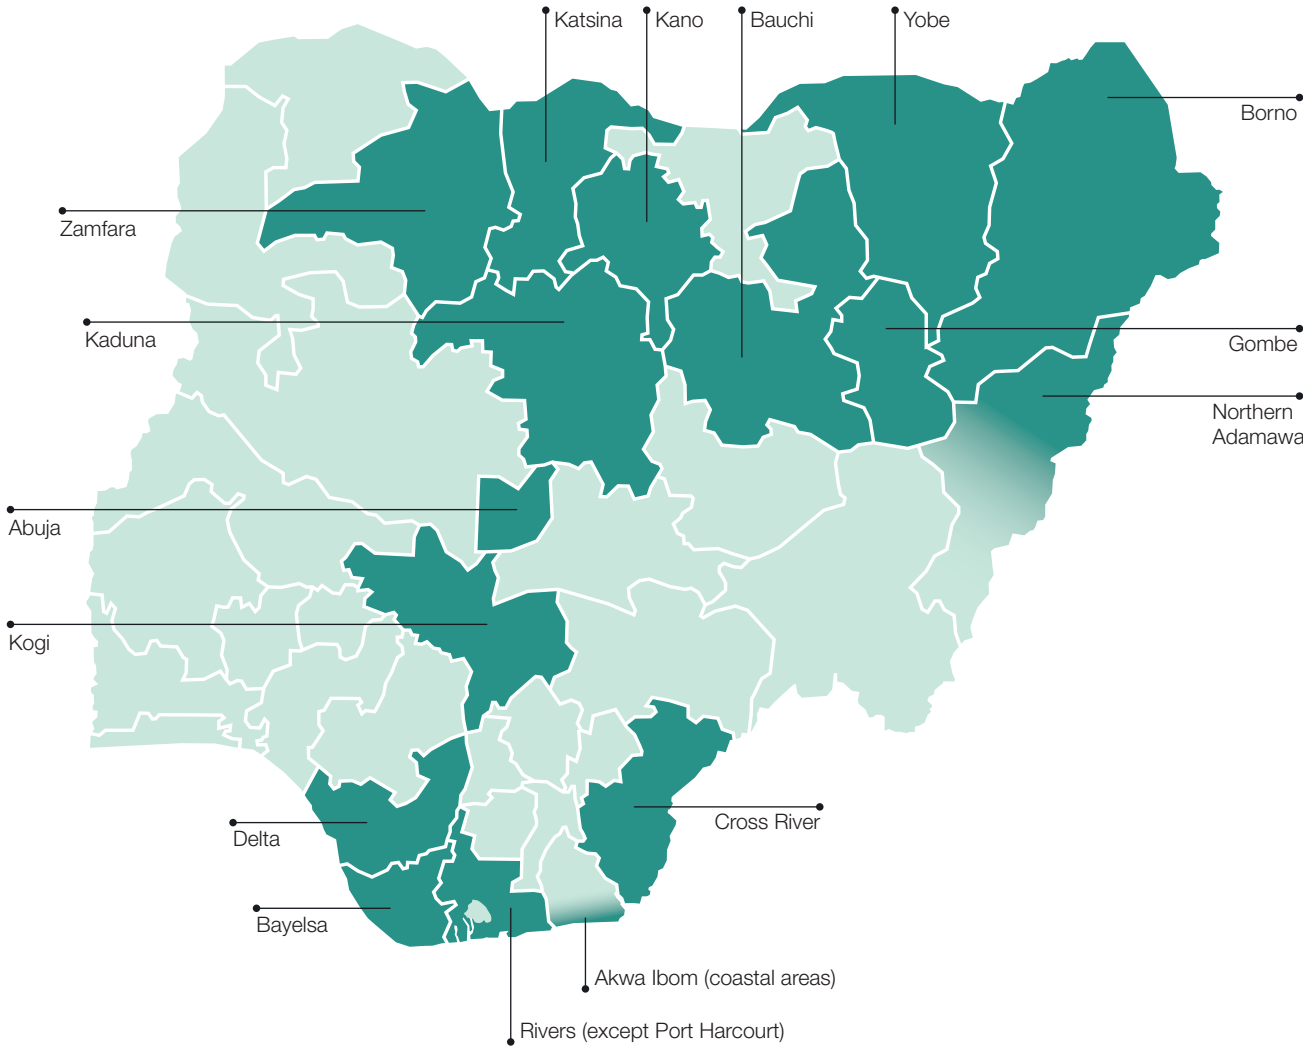 Katsina
Kano
Bauchi
Yobe
Borno
Zamfara
Kaduna
Gombe
Northern
Adamawa
Abuja
Kogi
Cross River
Delta
Bayelsa
Akwa Ibom (coastal areas)
Rivers (except Port Harcourt)